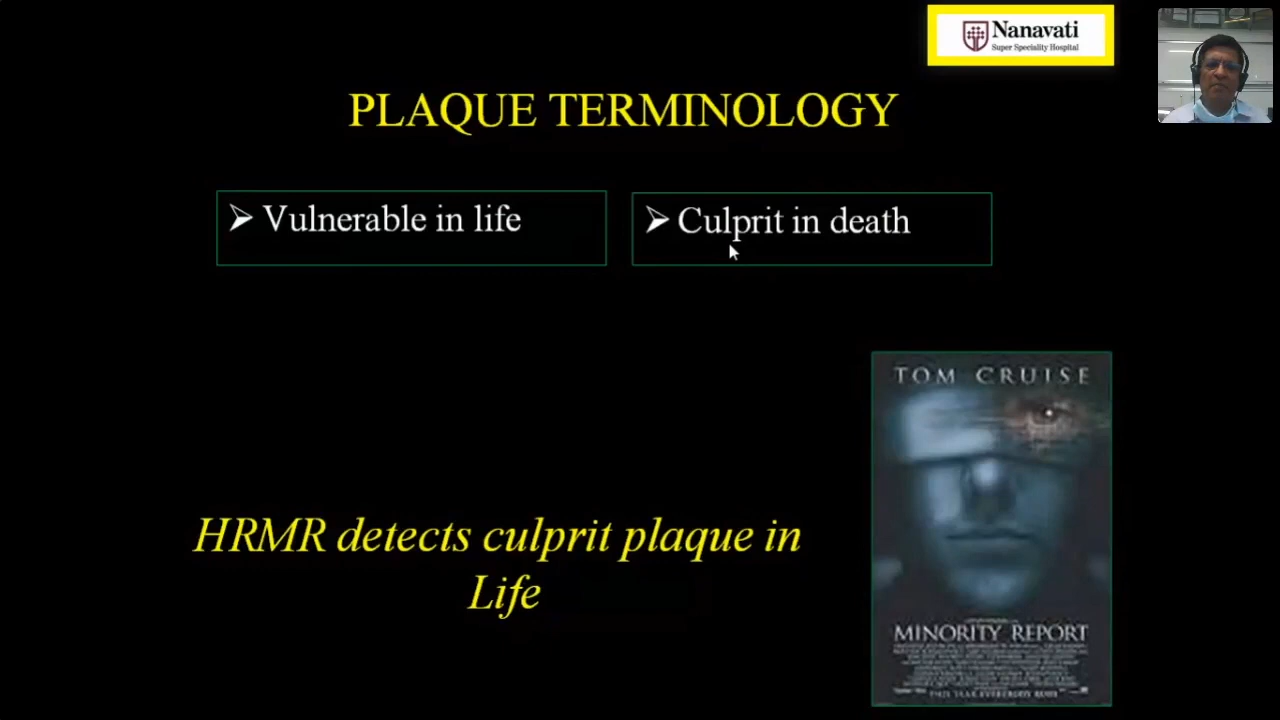 Nanavati
Super Speciality Hospital
PLAQUE TERMINOLOGY
➢ Vulnerable in life
➢ Culprit in death
TOM CRUISE
HRMR detects culprit plaque in
Life
MINORITY REPORT